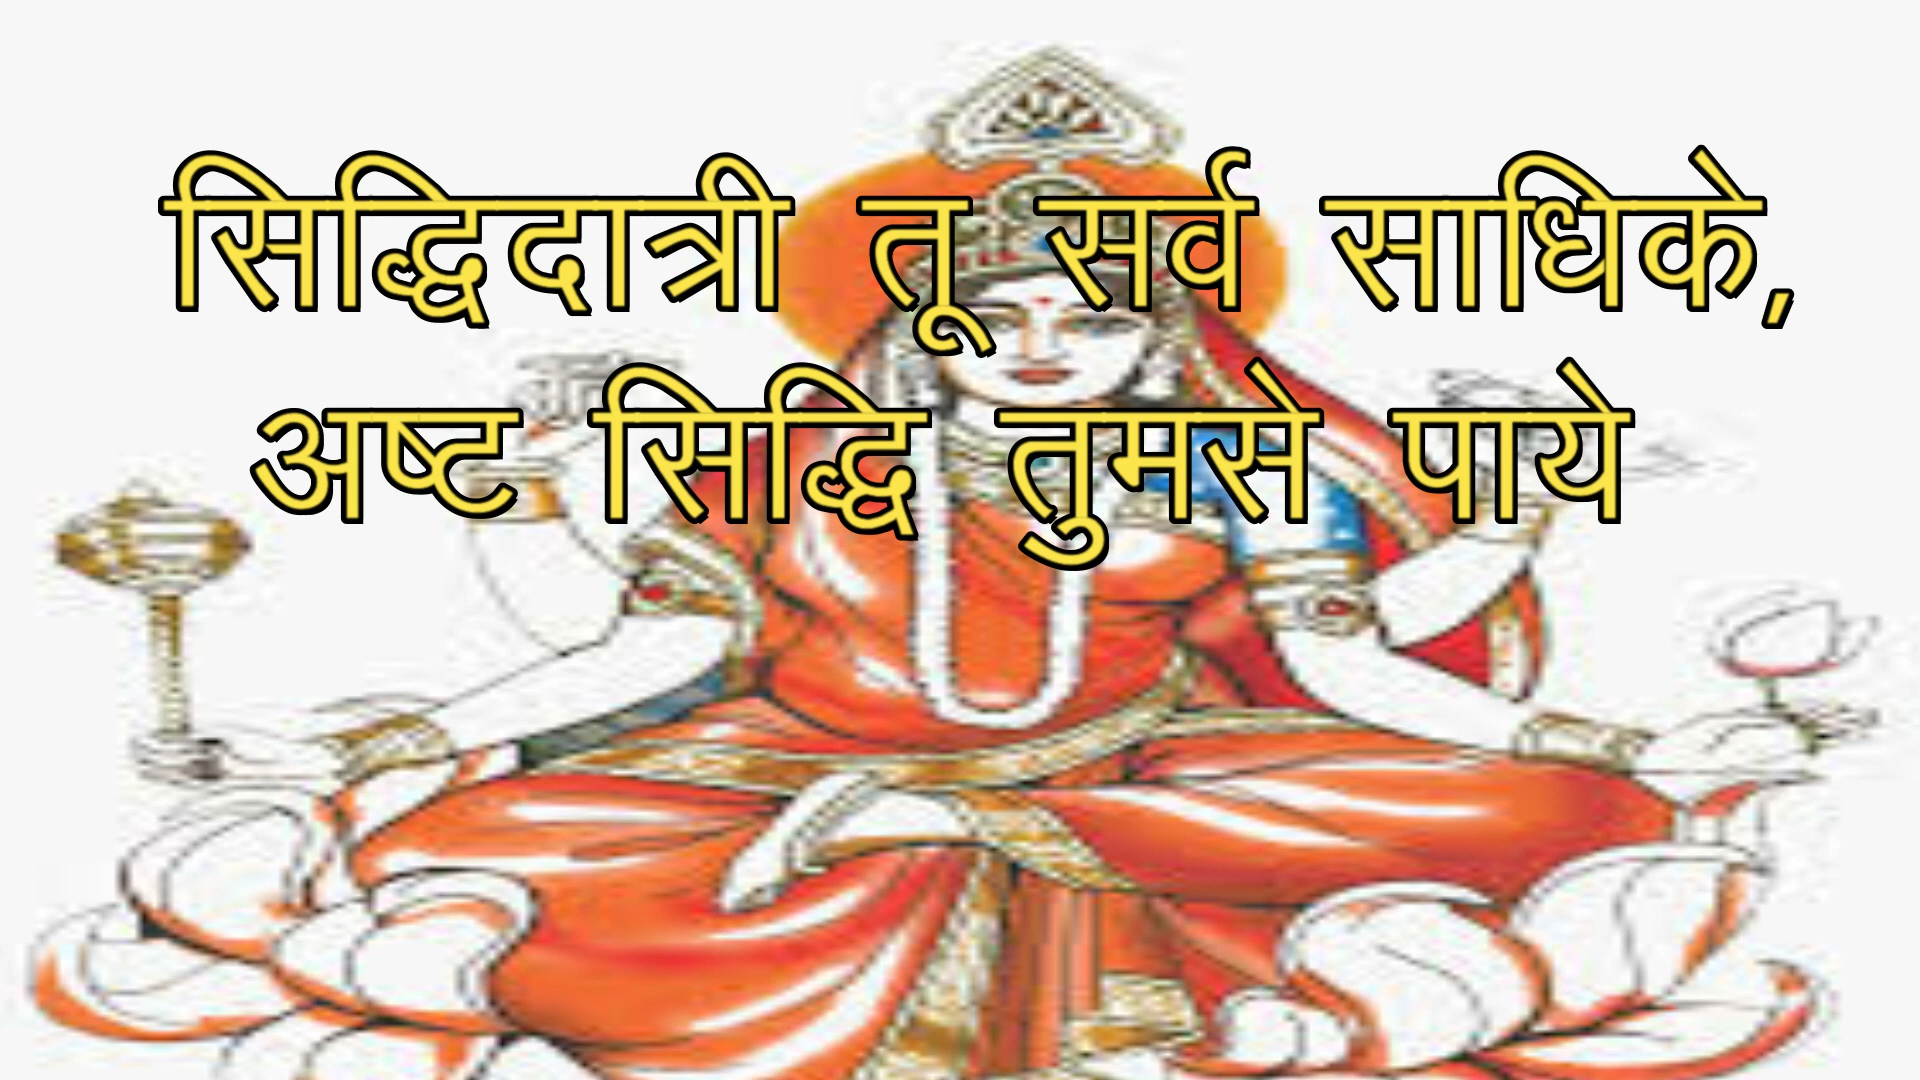 सिद्धिदात्री तू सर्व साधिके,
अष्ट सिद्धि तुमसे पाये